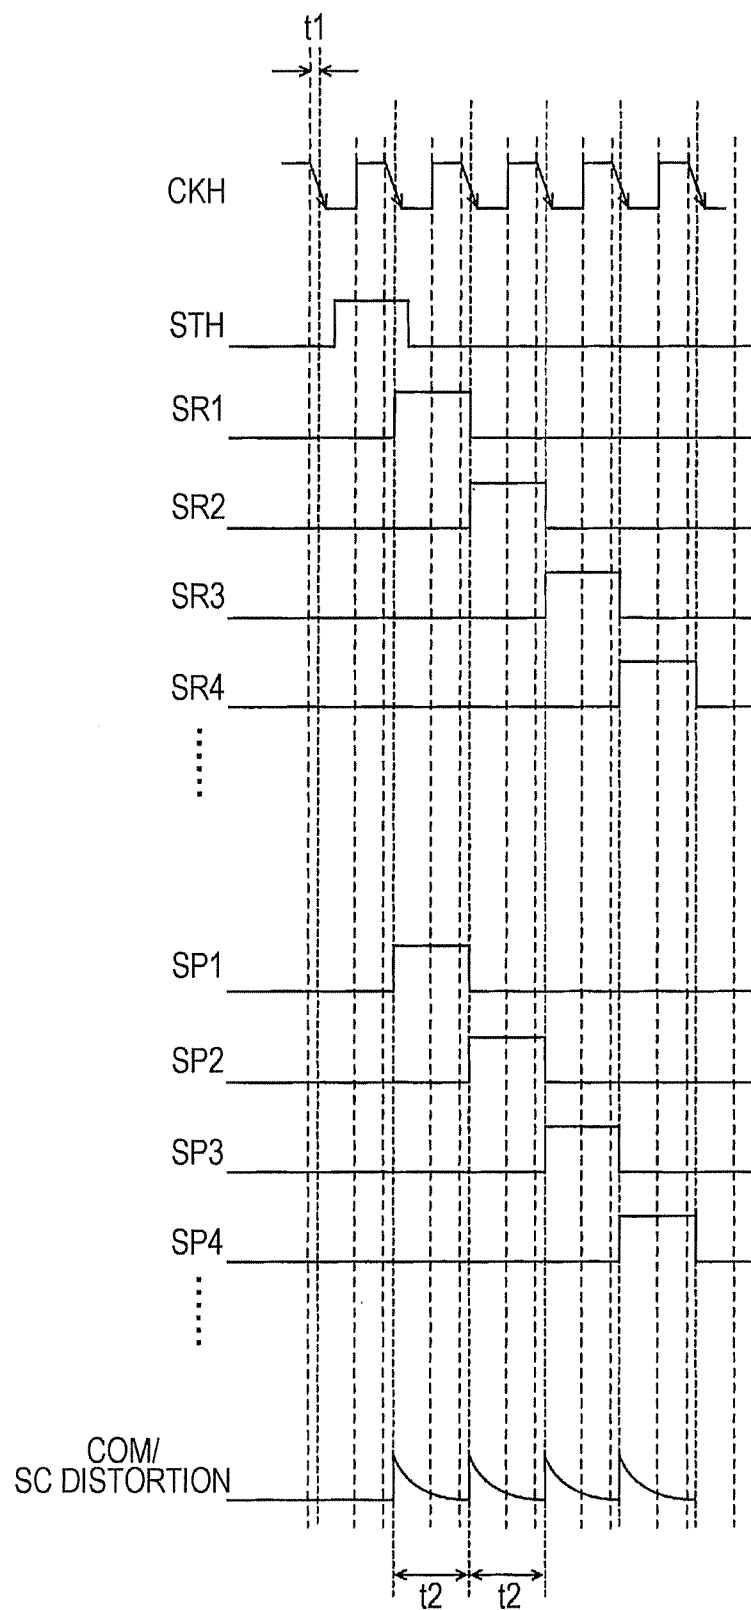 t1
CKH
STH
SR1
SR2
SR3
SR4
SP1
SP2
SP3
SP4
COM/
SC DISTORTION
t2 t2